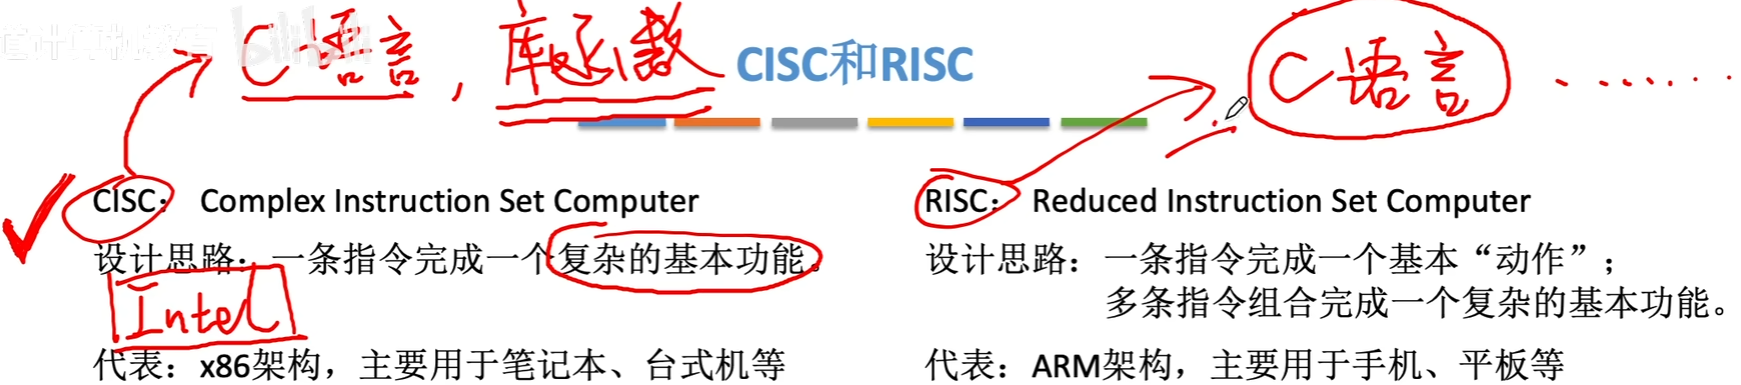 C语言，库函数
CISC和RISC
C语言 ......
CISC： Complex Instruction Set Computer
设计思路：一条指令完成一个复杂的基本功能。
Intel
代表：x86架构，主要用于笔记本、台式机等
RISC： Reduced Instruction Set Computer
设计思路：一条指令完成一个基本“动作”；
多条指令组合完成一个复杂的基本功能。
代表：ARM架构，主要用于手机、平板等